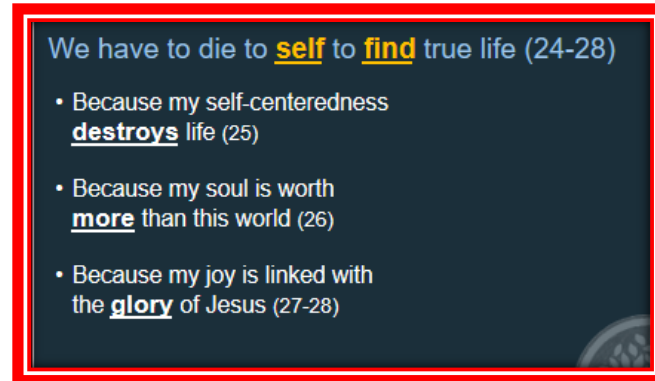 We have to die to self to find true life (24-28)
• Because my self-centeredness
destroys life (25)
• Because my soul is worth
more than this world (26)
• Because my joy is linked with
the glory of Jesus (27-28)